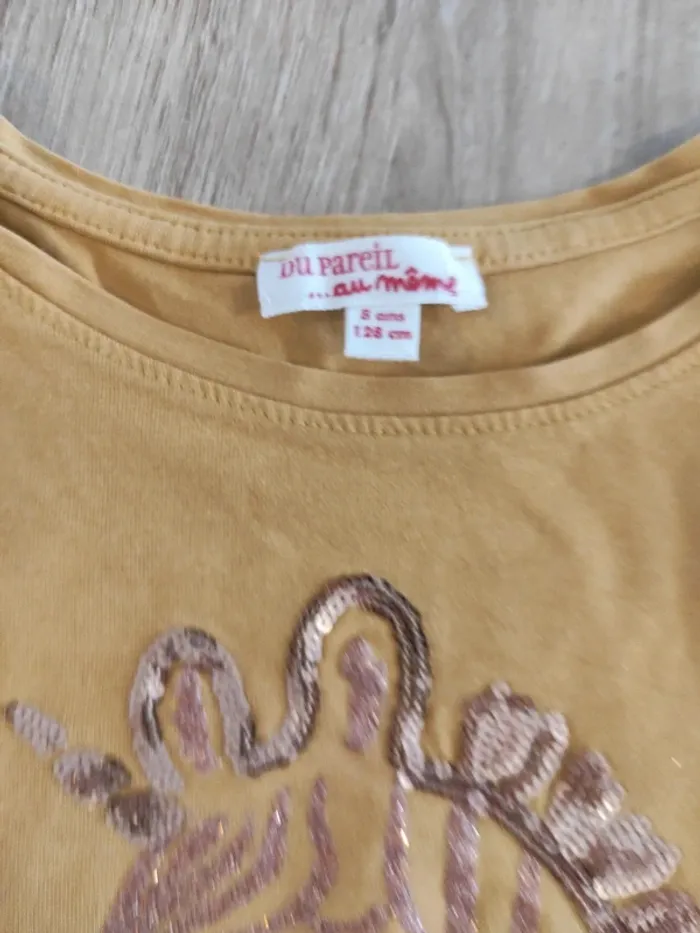 DU PAREIL
...au même
8 ans
128 cm